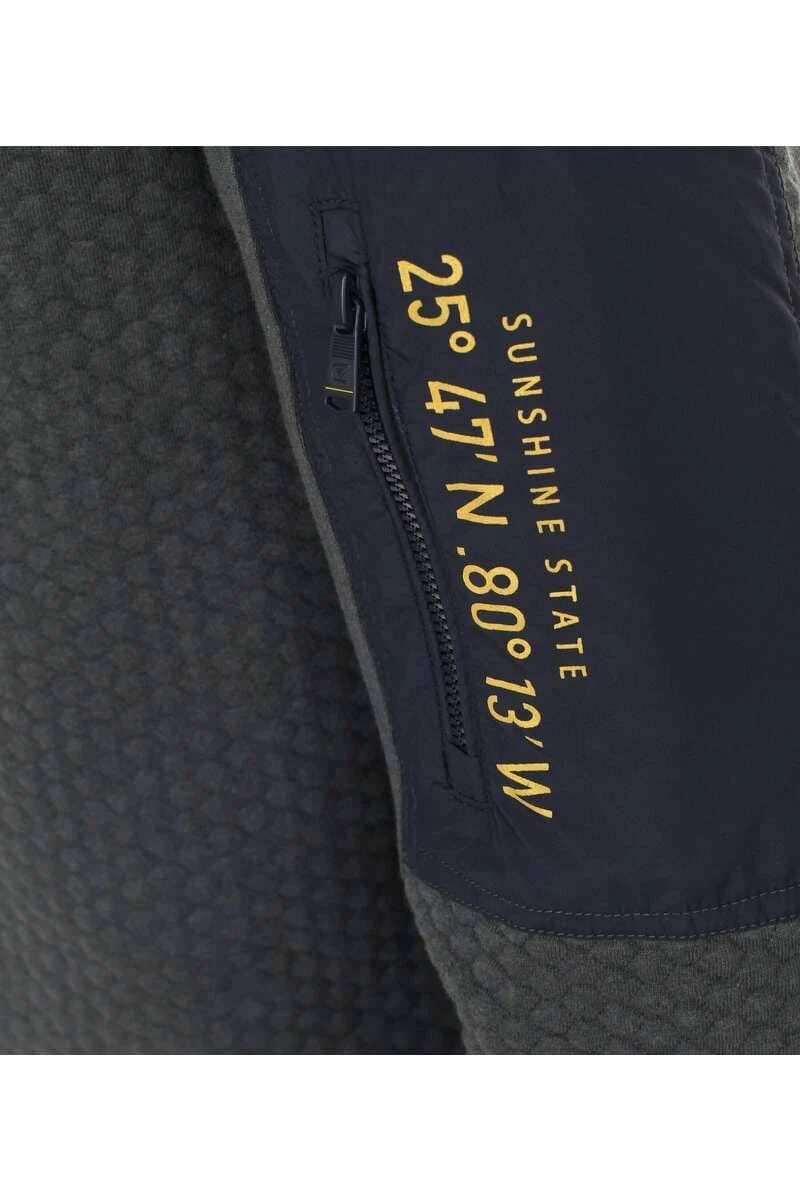 SUNSHINE STATE
25° 47' N .80° 13' W